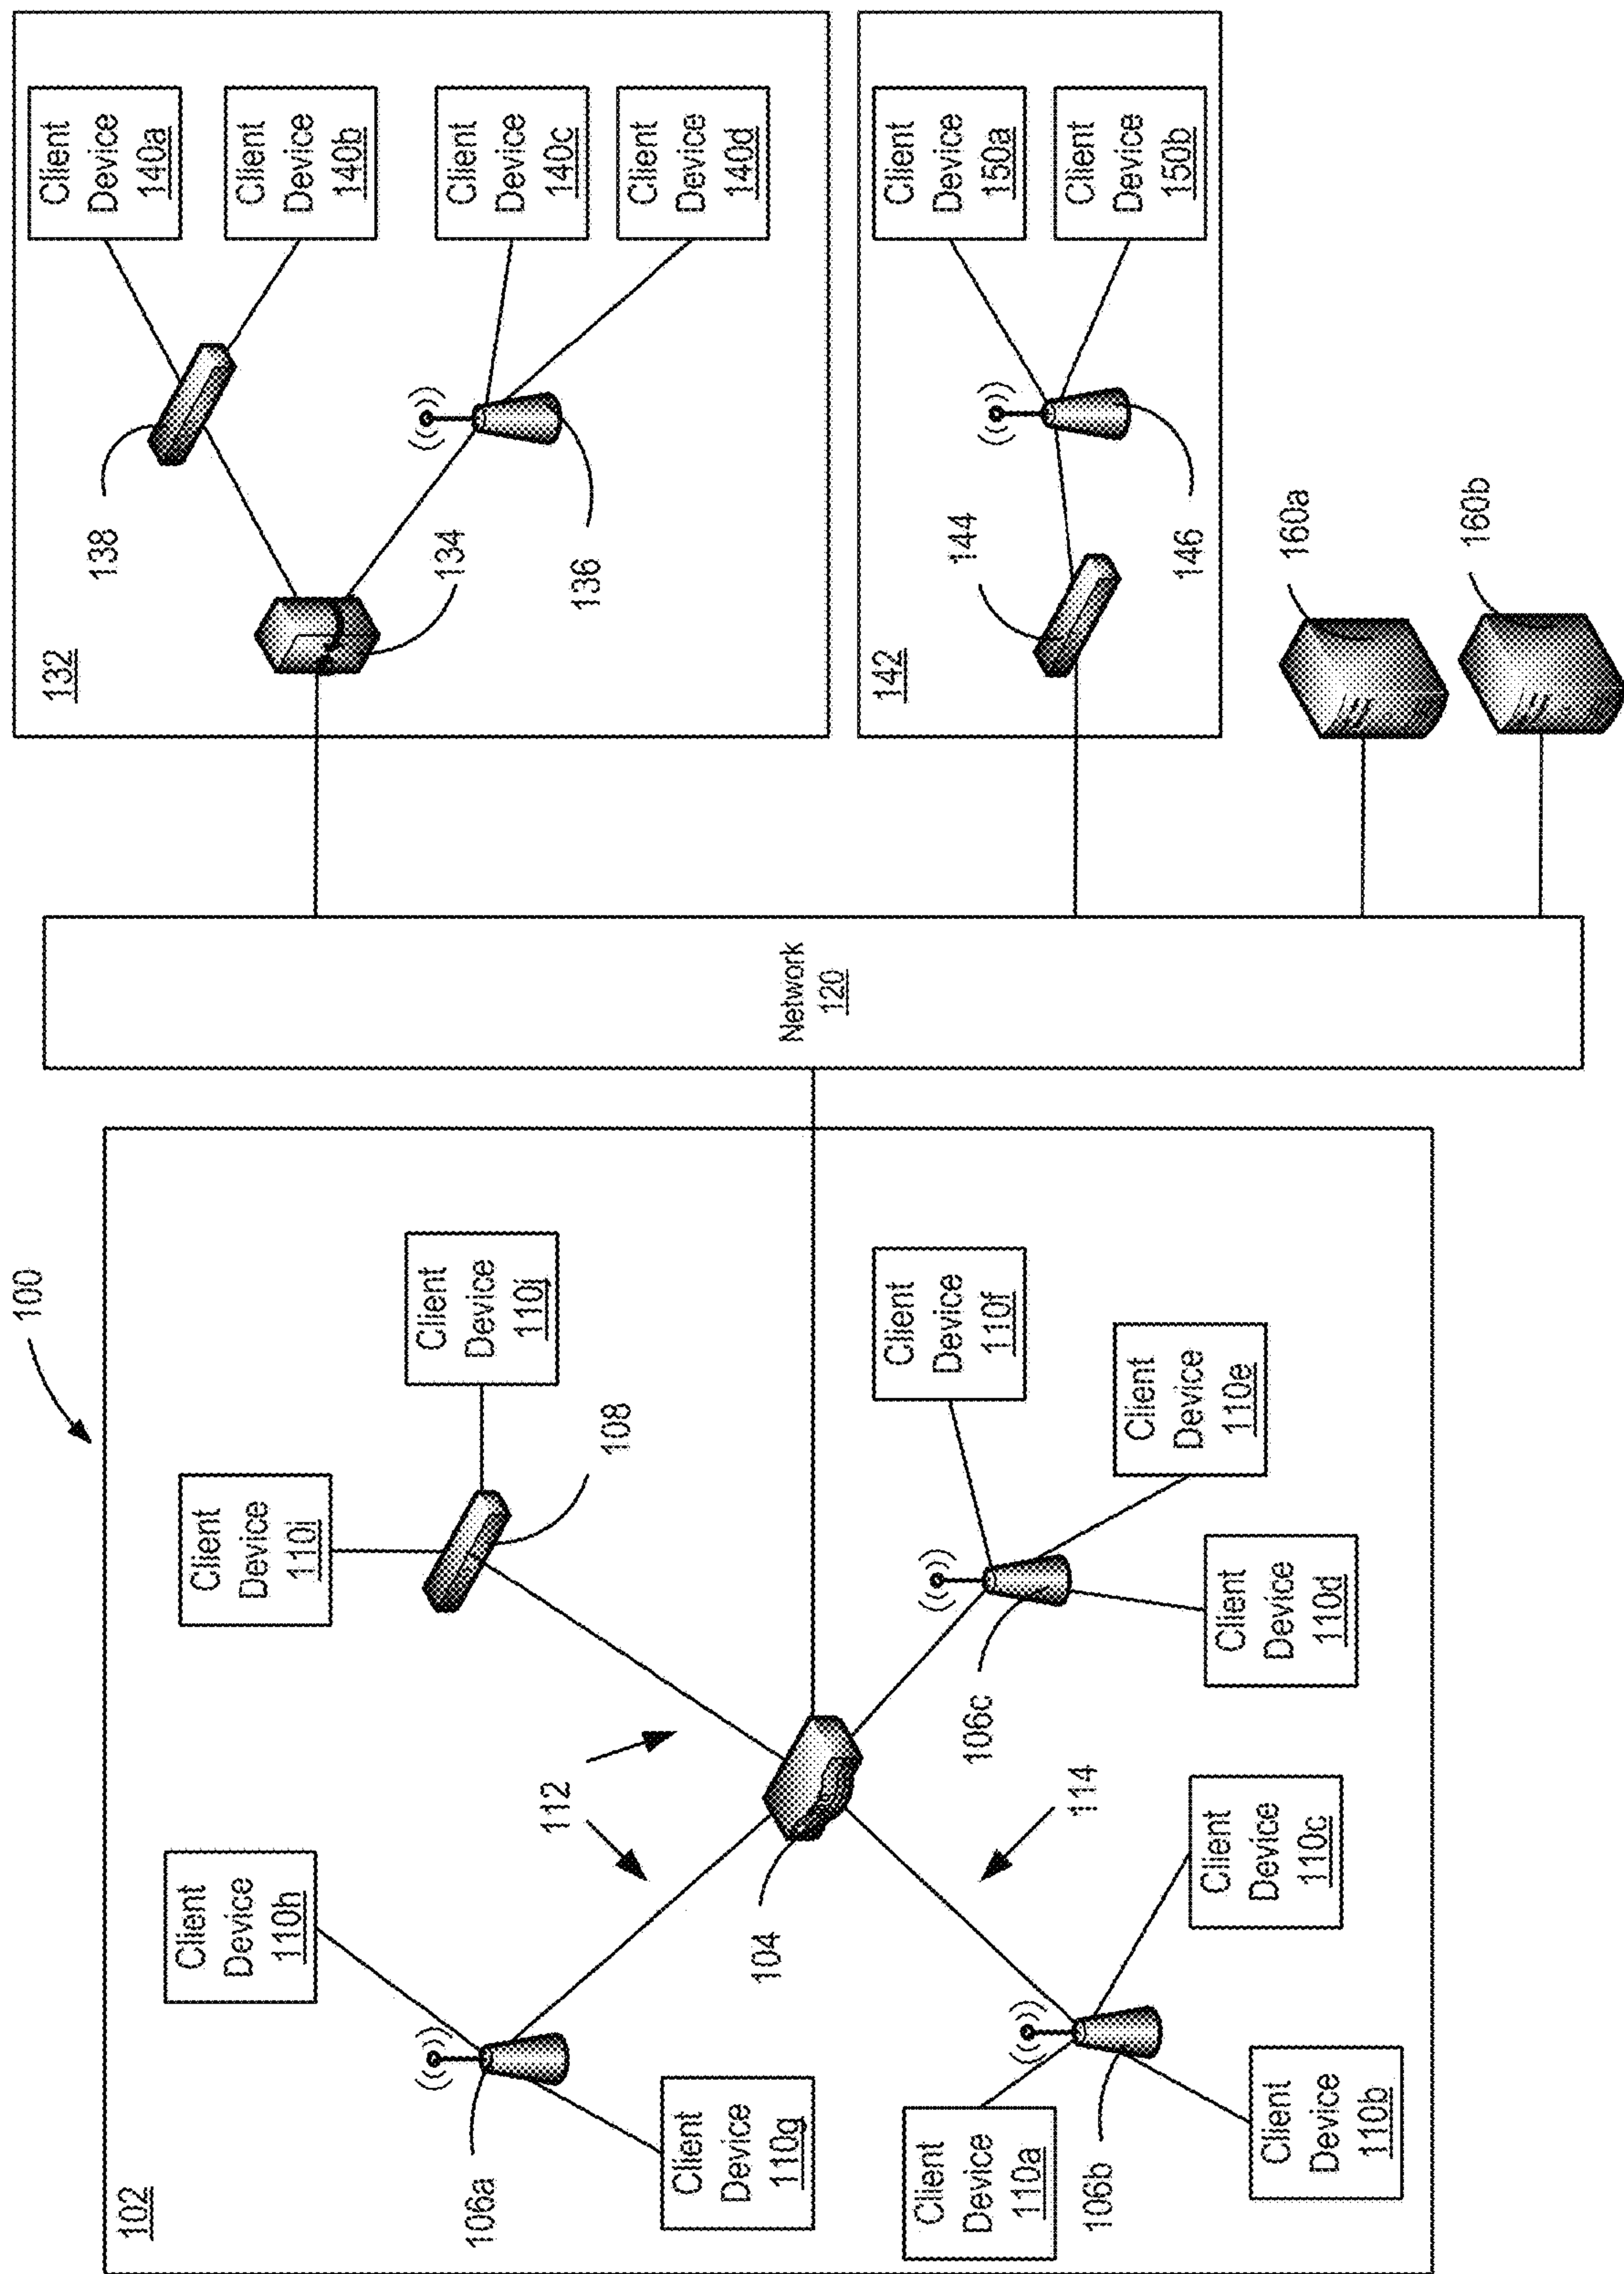 100
102
Client
Device
110h
Client
Device
110i
106a
112
Client
Device
110j
108
Client
Device
110g
104
106c
Client
Device
110f
Client
Device
110a
106b
114
Client
Device
110e
Client
Device
110c
Client
Device
110d
Client
Device
110b
Network
120
132
138
134
136
Client
Device
140a
Client
Device
140b
Client
Device
140c
Client
Device
140d
142
144
146
Client
Device
150a
Client
Device
150b
160a
160b